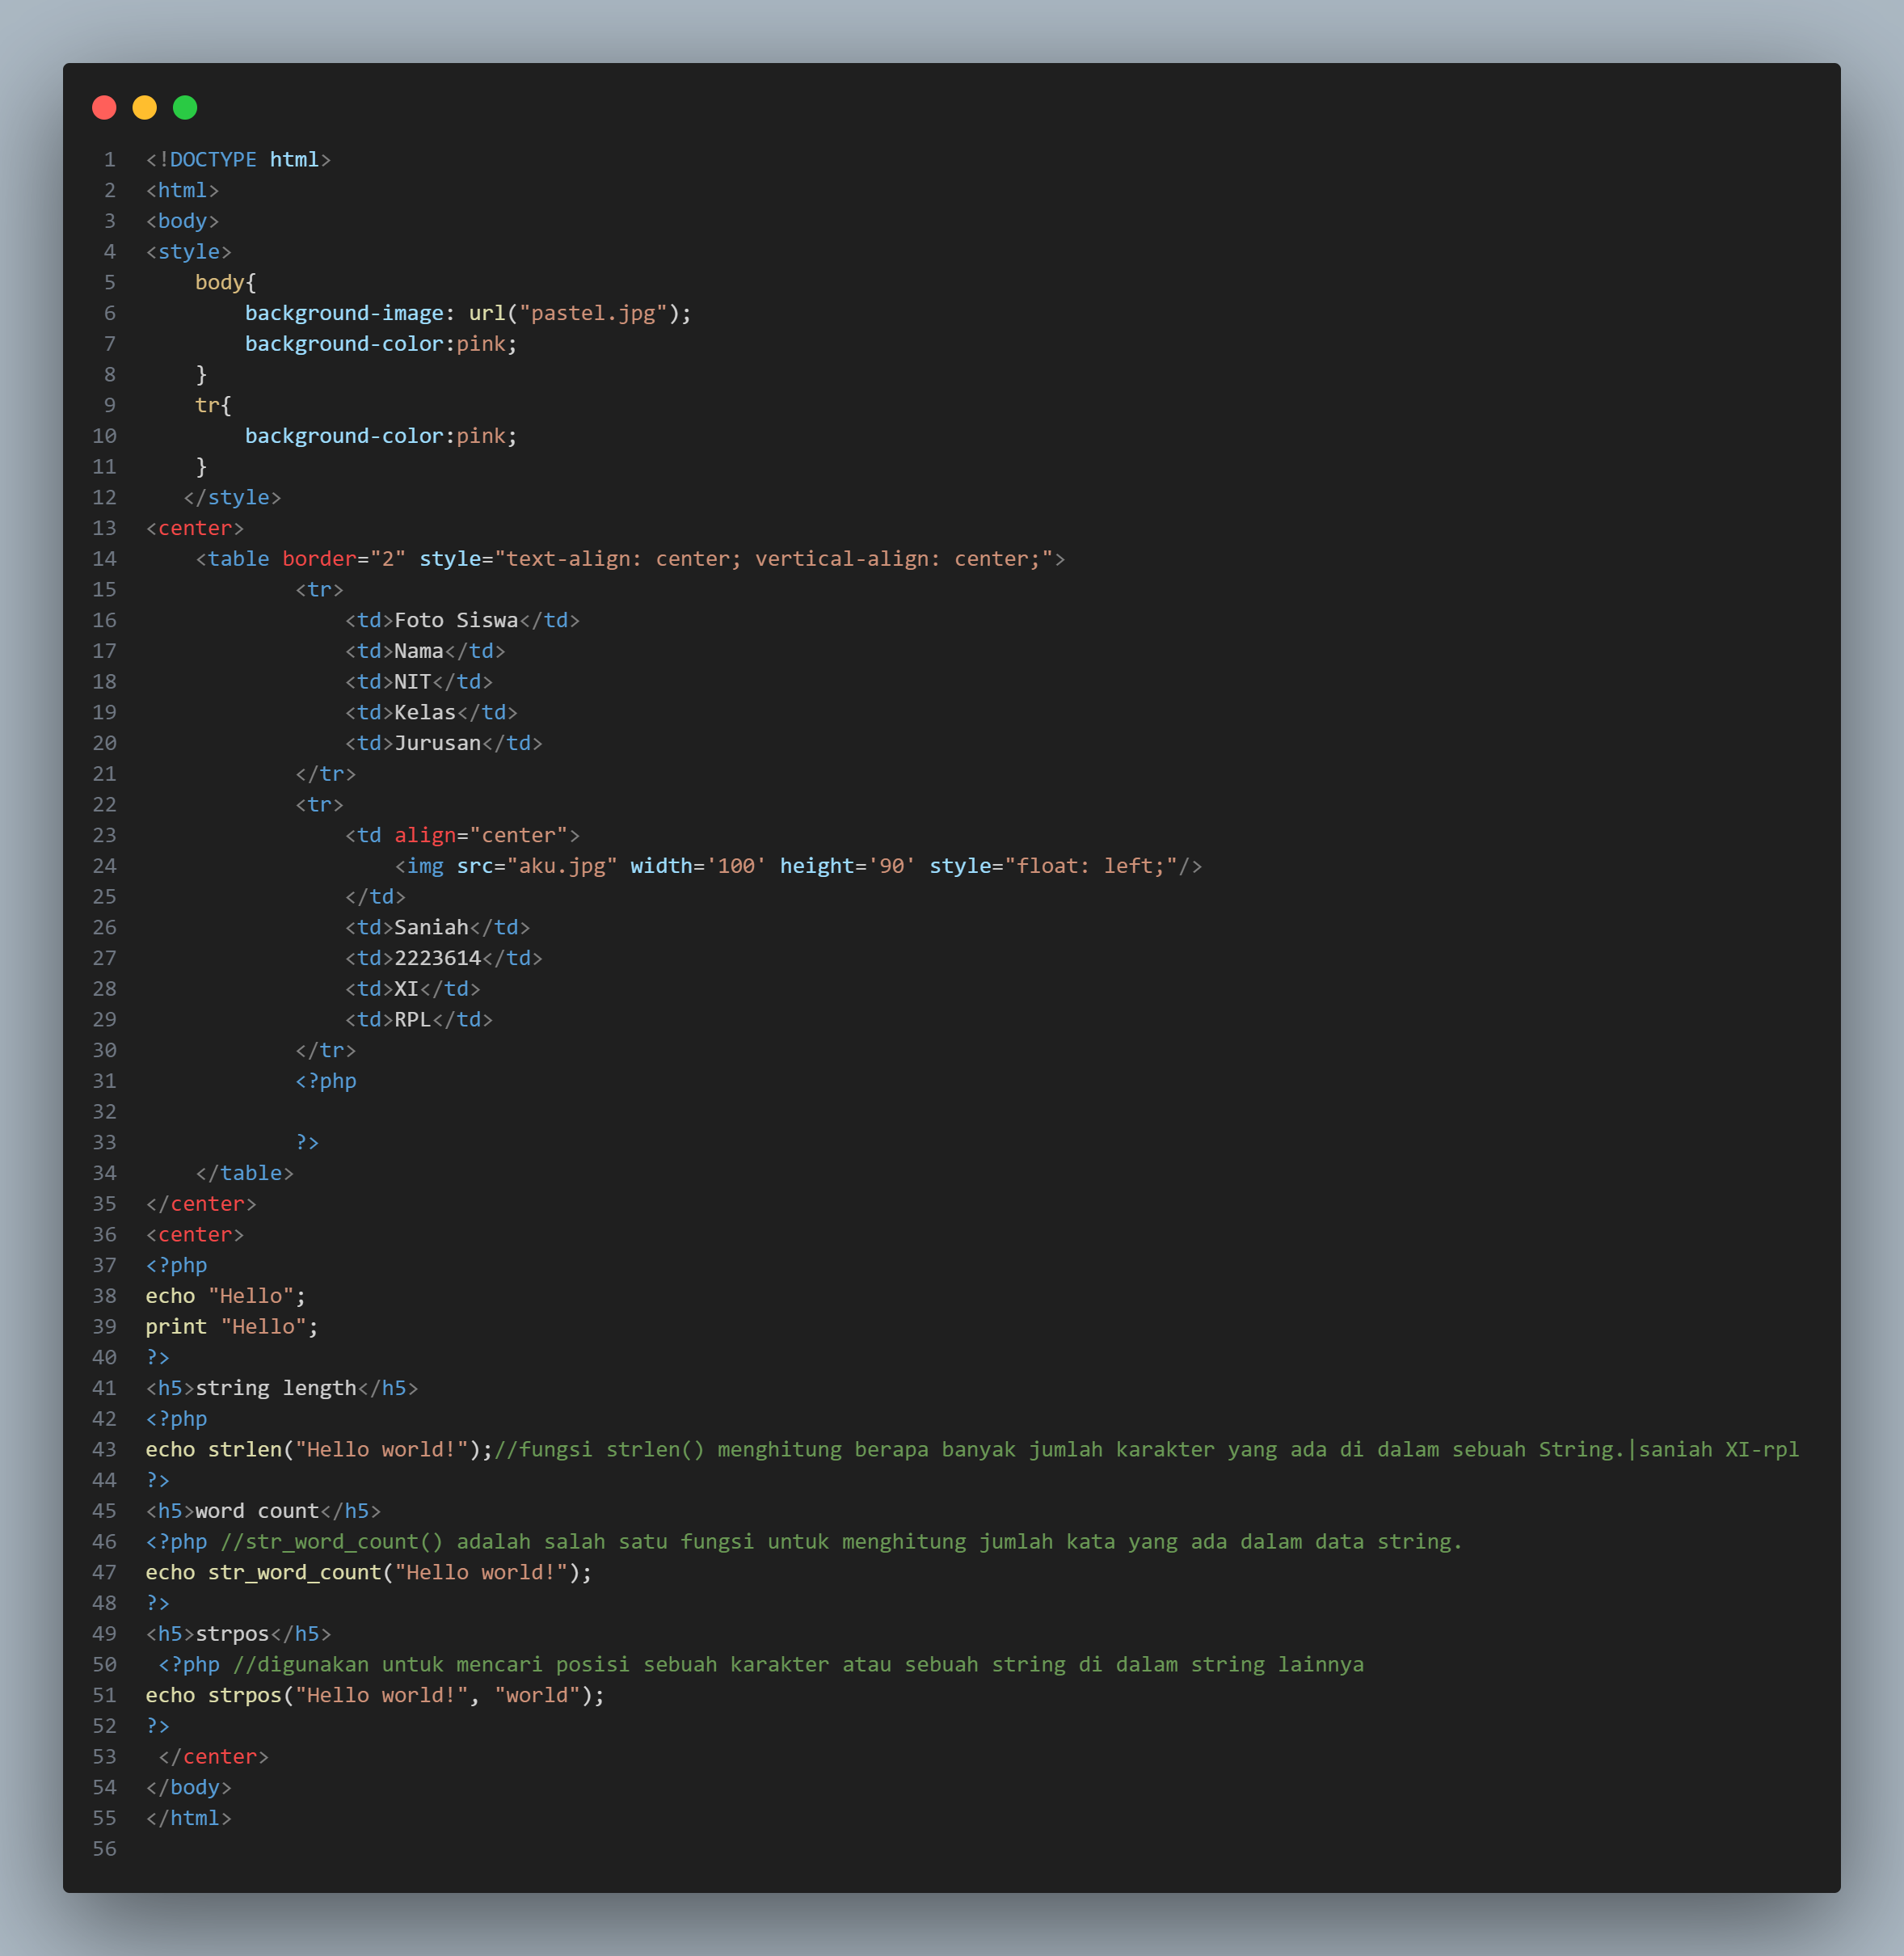 1 <!DOCTYPE html>
2 <html>
3 <body>
4 <style>
5     body{
6         background-image: url("pastel.jpg");
7         background-color:pink;
8     }
9     tr{
10         background-color:pink;
11     }
12    </style>
13 <center>
14     <table border="2" style="text-align: center; vertical-align: center;">
15             <tr>
16                 <td>Foto Siswa</td>
17                 <td>Nama</td>
18                 <td>NIT</td>
19                 <td>Kelas</td>
20                 <td>Jurusan</td>
21             </tr>
22             <tr>
23                 <td align="center">
24                     <img src="aku.jpg" width='100' height='90' style="float: left;"/>
25                 </td>
26                 <td>Saniah</td>
27                 <td>2223614</td>
28                 <td>XI</td>
29                 <td>RPL</td>
30             </tr>
31             <?php
32
33             ?>
34     </table>
35 </center>
36 <center>
37 <?php
38 echo "Hello";
39 print "Hello";
40 ?>
41 <h5>string length</h5>
42 <?php
43 echo strlen("Hello world!");//fungsi strlen() menghitung berapa banyak jumlah karakter yang ada di dalam sebuah String.|saniah XI-rpl
44 ?>
45 <h5>word count</h5>
46 <?php //str_word_count() adalah salah satu fungsi untuk menghitung jumlah kata yang ada dalam data string.
47 echo str_word_count("Hello world!");
48 ?>
49 <h5>strpos</h5>
50  <?php //digunakan untuk mencari posisi sebuah karakter atau sebuah string di dalam string lainnya
51 echo strpos("Hello world!", "world");
52 ?>
53  </center>
54 </body>
55 </html>
56